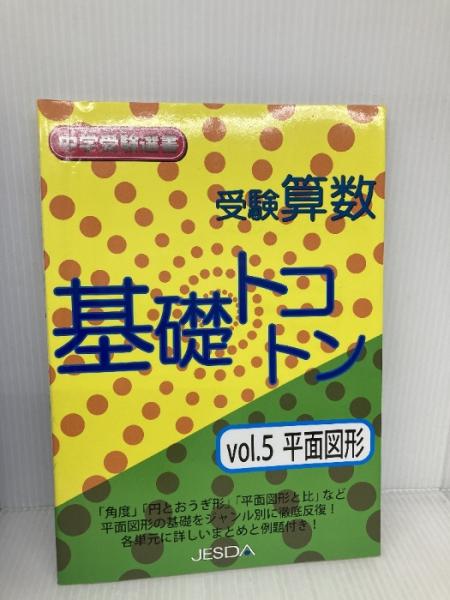 中学受験選書
受験算数
基礎トコトン
vol.5 平面図形
「角度」「円とおうぎ形」「平面図形と比」など
平面図形の基礎をジャンル別に徹底反復！
各単元に詳しいまとめと例題付き！
JESDA